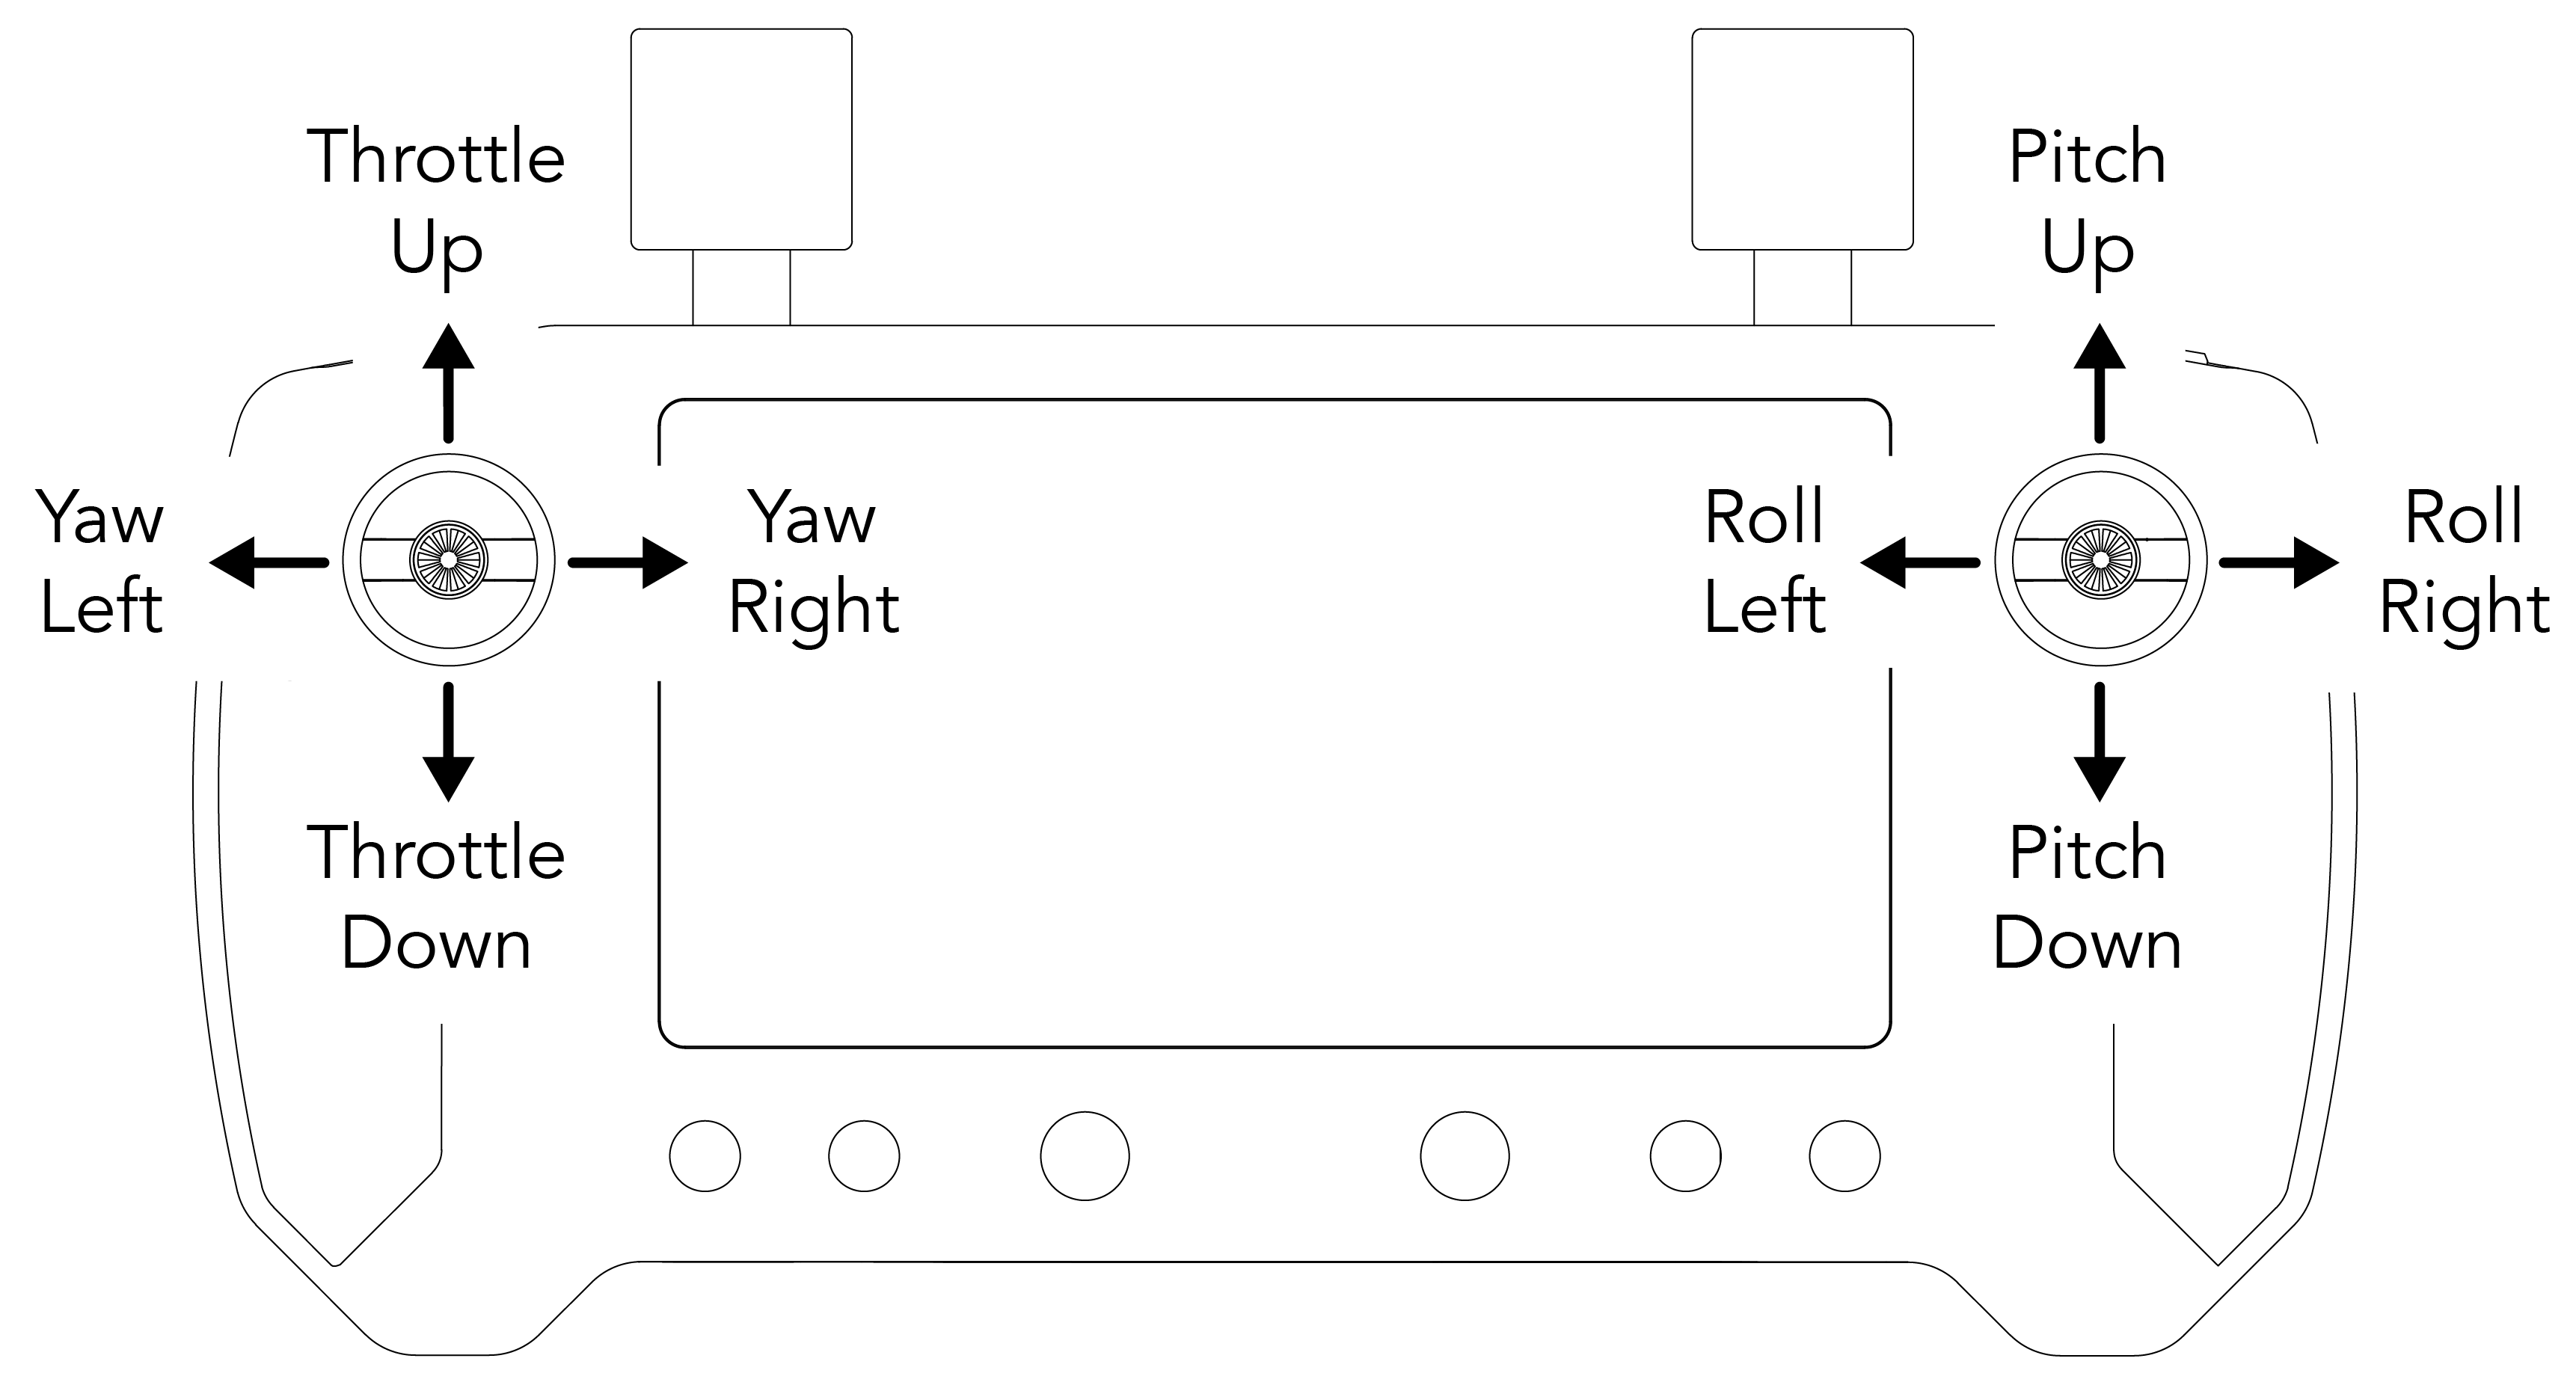 Throttle
Up
Pitch
Up
Yaw
Left
Yaw
Right
Roll
Left
Roll
Right
Throttle
Down
Pitch
Down